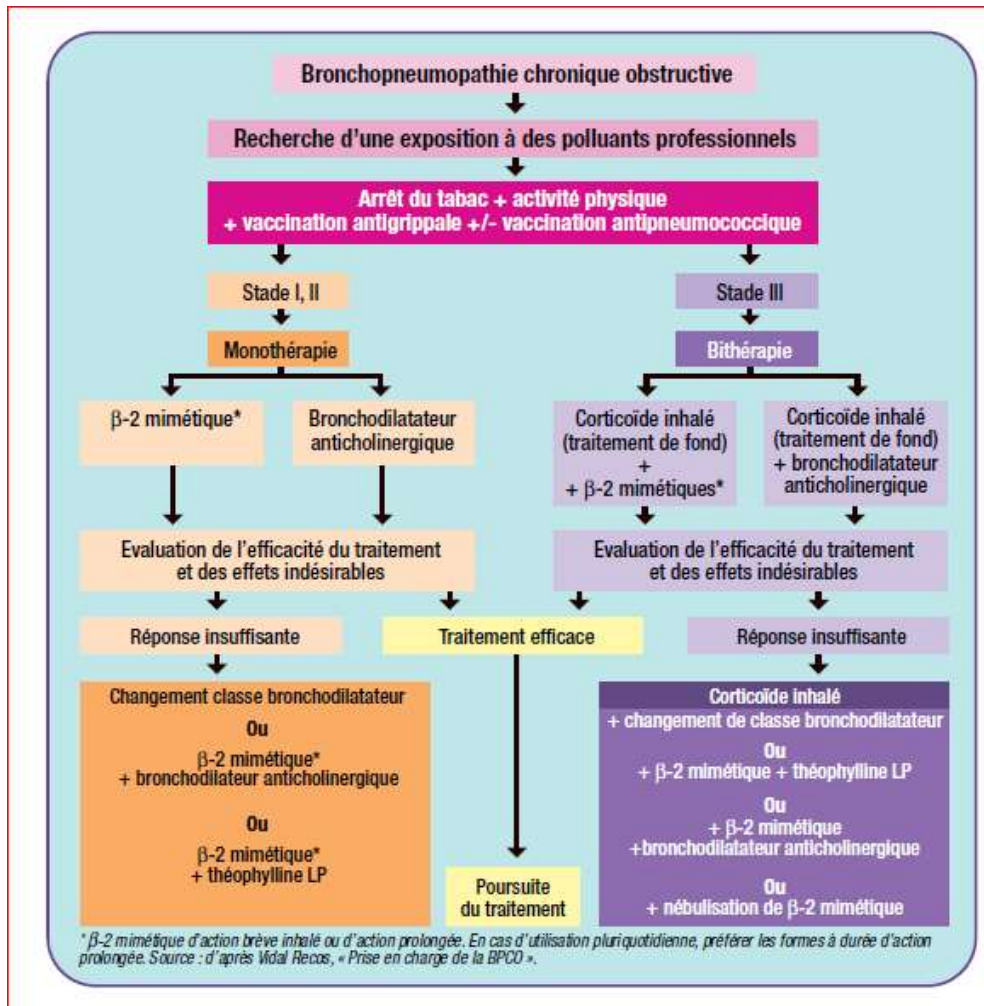 Bronchopneumopathie chronique obstructive
Recherche d'une exposition à des polluants professionnels
Arrêt du tabac + activité physique
+ vaccination antigrippale +/- vaccination antipneumococcique
Stade I, II
Stade III
Monothérapie
Bithérapie
β-2 mimétique*
Bronchodilatateur
anticholinergique
Corticoïde inhalé
(traitement de fond)
+
+ β-2 mimétiques*
Corticoïde inhalé
(traitement de fond)
+ bronchodilatateur
anticholinergique
Evaluation de l'efficacité du traitement
et des effets indésirables
Evaluation de l'efficacité du traitement
et des effets indésirables
Réponse insuffisante
Traitement efficace
Réponse insuffisante
Changement classe bronchodilatateur
Ou
β-2 mimétique*
+ bronchodilateur anticholinergique
Ou
β-2 mimétique*
+ théophylline LP
Poursuite
du traitement
Corticoïde inhalé
+ changement de classe bronchodilatateur
Ou
+ β-2 mimétique + théophylline LP
Ou
+ β-2 mimétique
+bronchodilatateur anticholinergique
Ou
+ nébulisation de β-2 mimétique
* β-2 mimétique d'action brève inhalé ou d'action prolongée. En cas d'utilisation pluriquotidienne, préférer les formes à durée d'action
prolongée. Source : d'après Vidal Recos, « Prise en charge de la BPCO ».